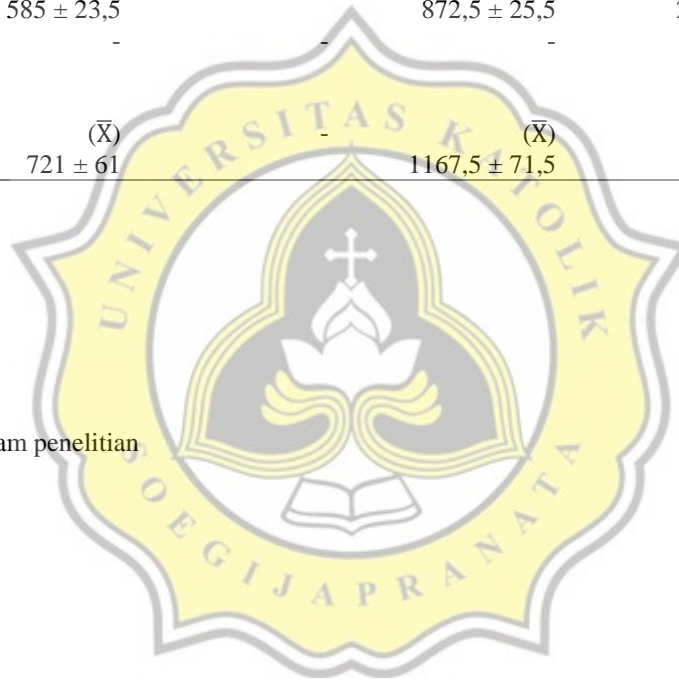 585 ± 23,5 872,5 ± 25,5 2
- - -
(X̅) - (X̅)
721 ± 61 1167,5 ± 71,5
UNIVERSITAS KATOLIK
am penelitian
SOEGIJAPRANATA